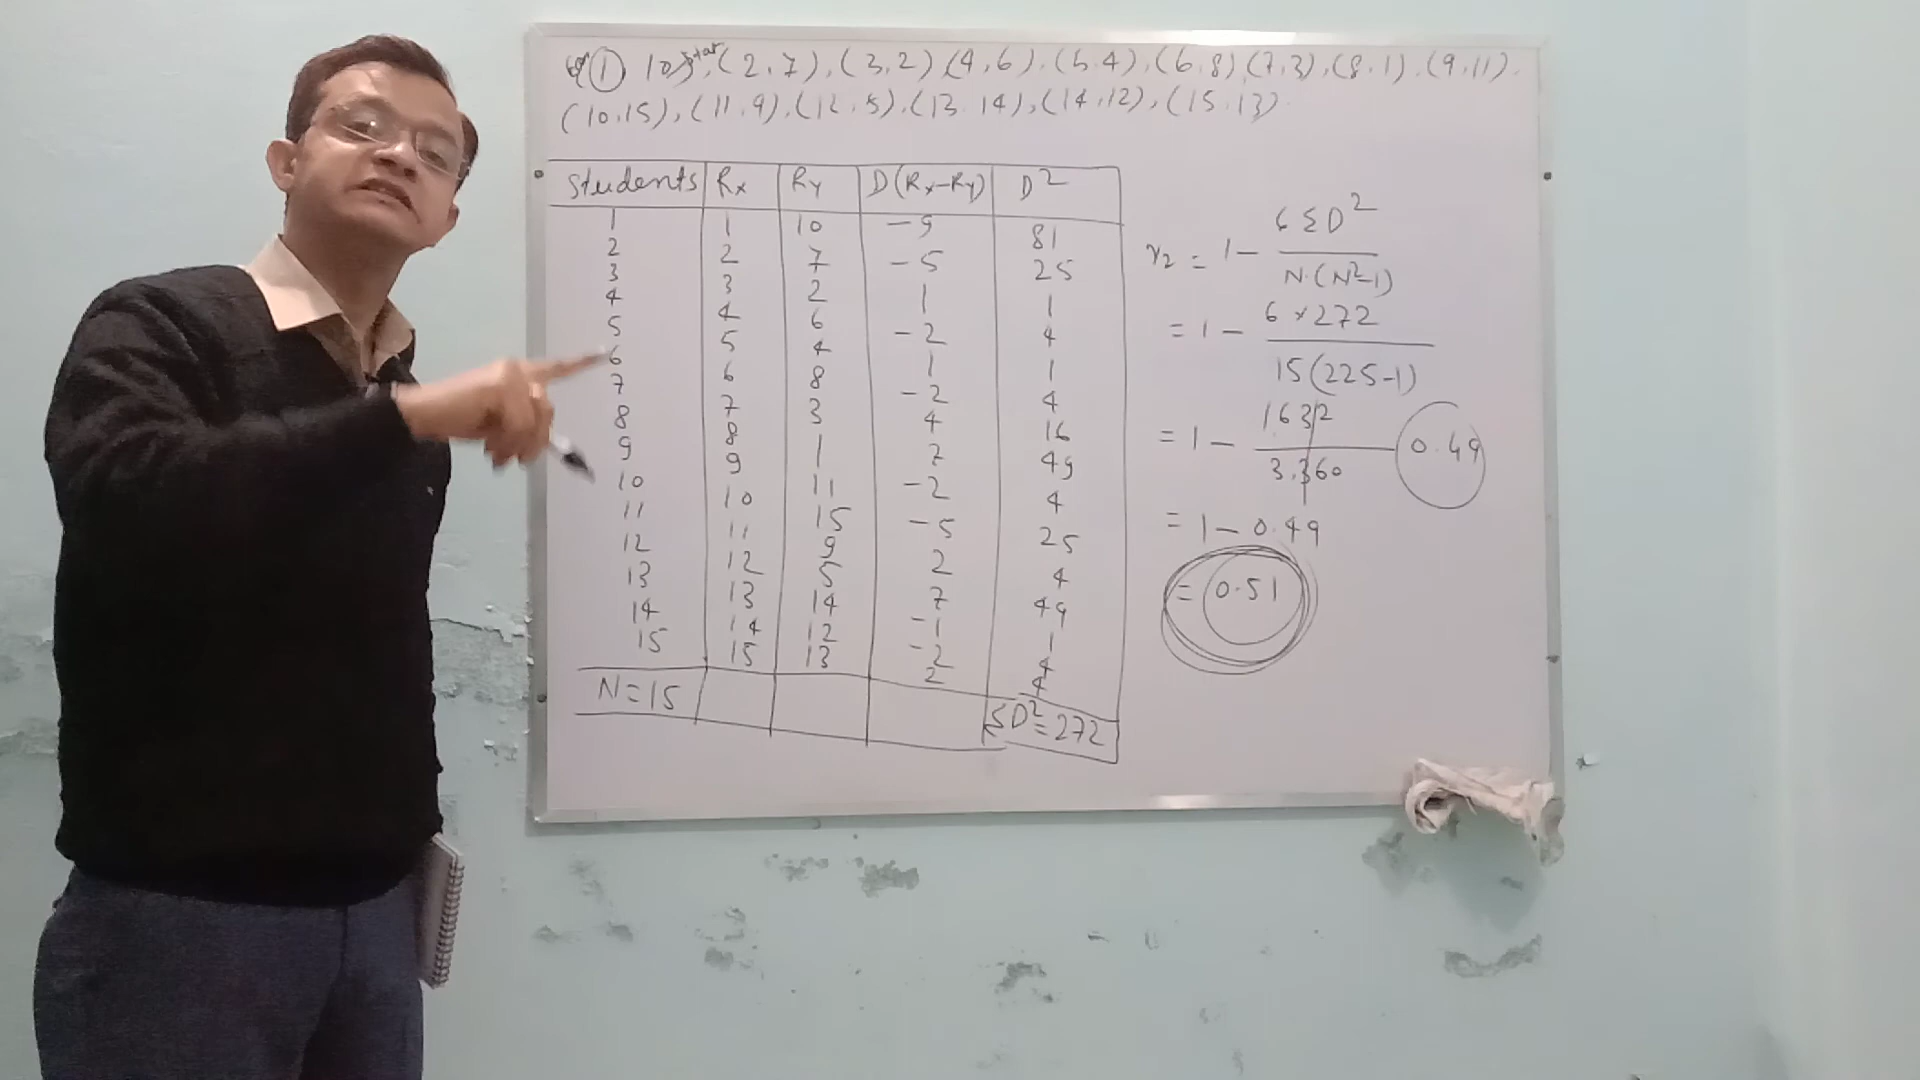 (1) 10), (2,7), (3,2) (4,6), (5,4), (6,8) (7,3), (8,1), (9,11),
(10,15), (11,9), (12,5), (13,14), (14,12), (15,13)
Students Rx Ry D(Rx-Ry) D²
1 1 10 -9 81
2 2 7 -5 25
3 3 2 1 1
4 4 6 -2 4
5 5 4 1 1
6 6 8 -2 4
7 7 3 4 16
8 8 1 7 49
9 9 11 -2 4
10 10 15 -5 25
11 11 9 2 4
12 12 5 7 49
13 13 14 -1 1
14 14 12 -2 4
15 15 13 2 4
N=15 ΣD²=272
r2 = 1 - 6ΣD² / N.(N²-1)
= 1 - 6×272 / 15(225-1)
= 1 - 1632 / 3.360 0.49
= 1 - 0.49
= 0.51